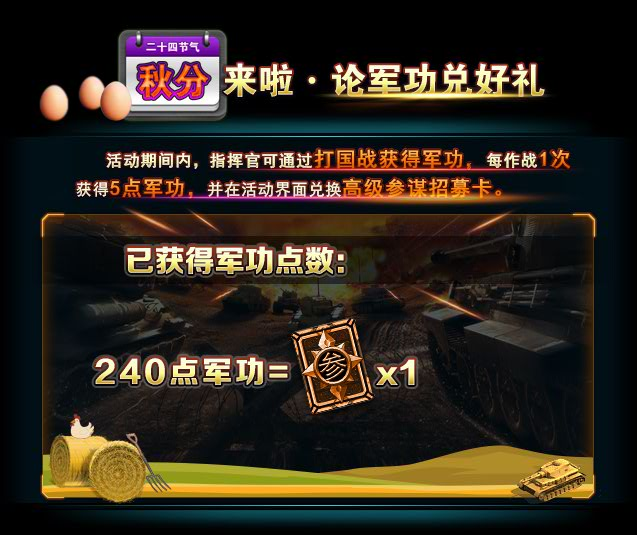 二十四节气
秋分来啦·论军功兑好礼
活动期间内，指挥官可通过打国战获得军功，每作战1次
获得5点军功，并在活动界面兑换高级参谋招募卡。
已获得军功点数：
240点军功=参x1